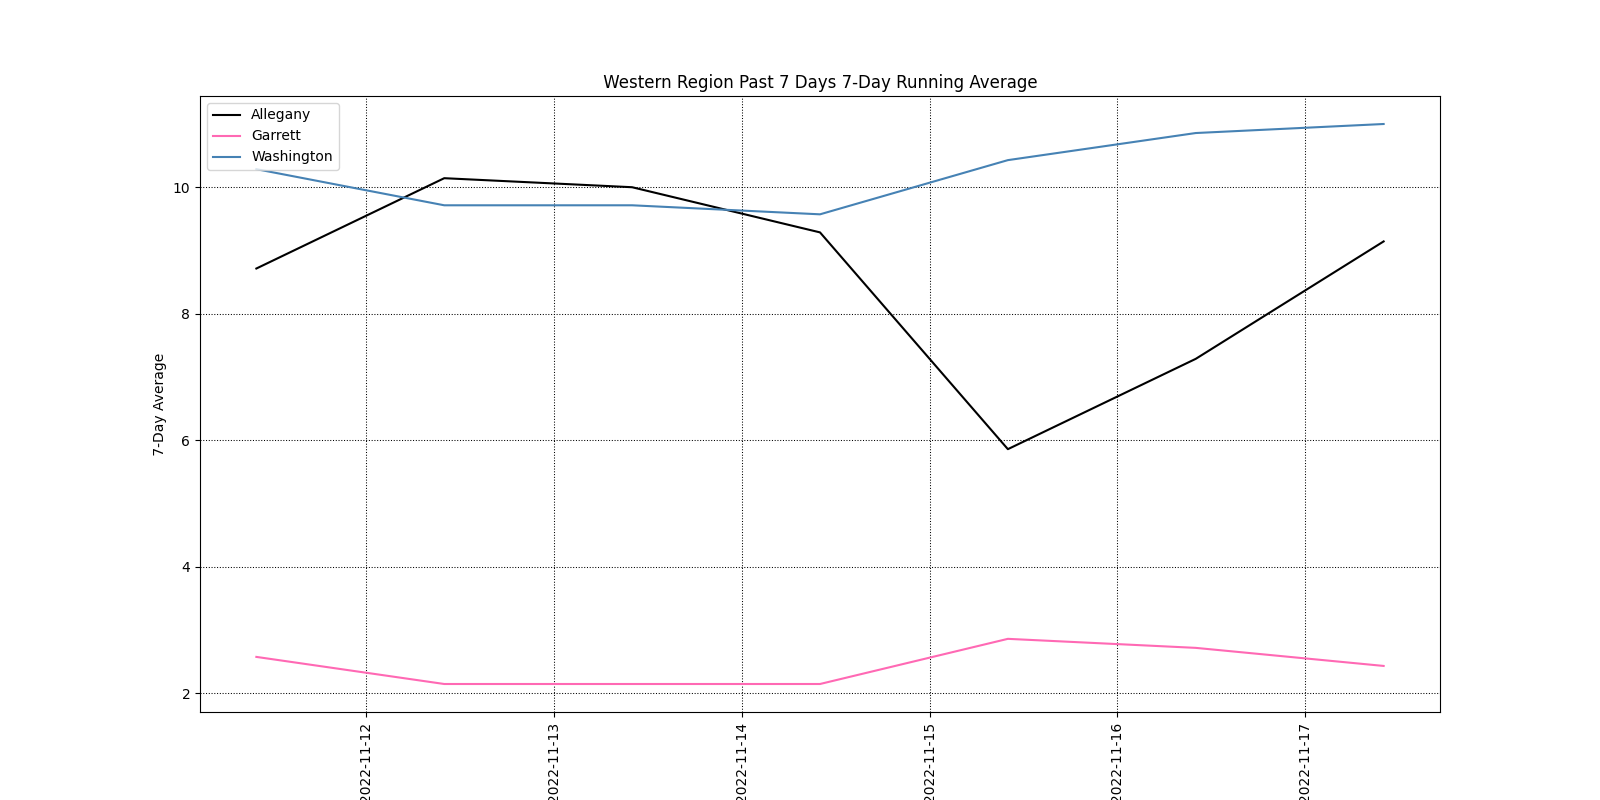 Western Region Past 7 Days 7-Day Running Average
Allegany
Garrett
Washington
10
8
6
4
2
7-Day Average
2022-11-12
2022-11-13
2022-11-14
2022-11-15
2022-11-16
2022-11-17